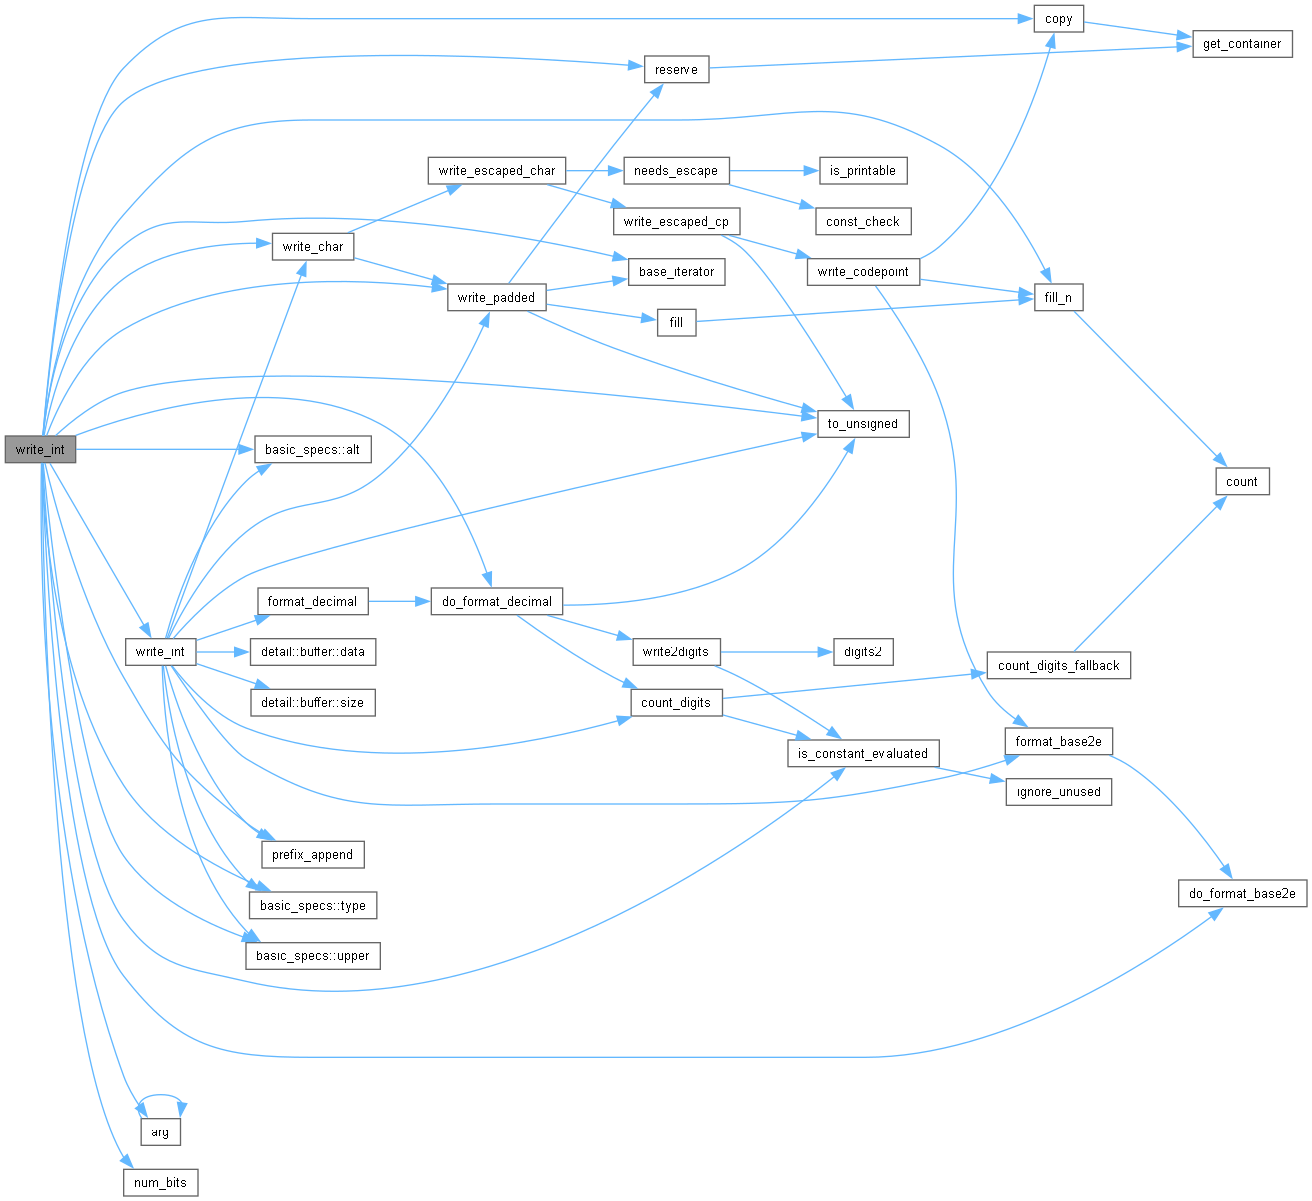 copy
get_container
reserve
write_escaped_char
needs_escape
is_printable
write_escaped_cp
const_check
write_char
base_iterator
write_codepoint
write_padded
fill_n
fill
to_unsigned
write_int
basic_specs::alt
count
format_decimal
do_format_decimal
write_int
detail::buffer::data
write2digits
digits2
count_digits_fallback
detail::buffer::size
count_digits
format_base2e
is_constant_evaluated
ignore_unused
prefix_append
basic_specs::type
do_format_base2e
basic_specs::upper
arg
num_bits